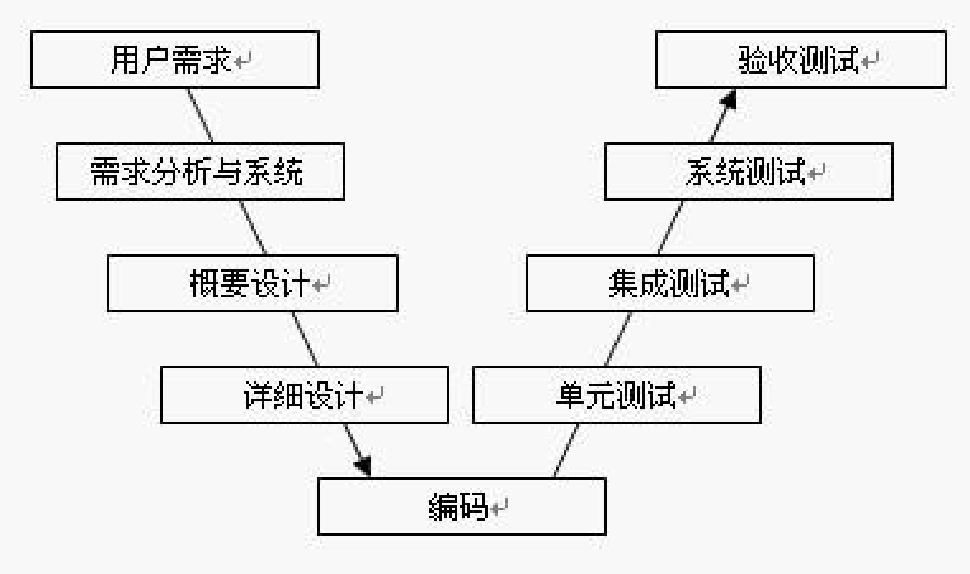 用户需求
验收测试
需求分析与系统
系统测试
概要设计
集成测试
详细设计
单元测试
编码